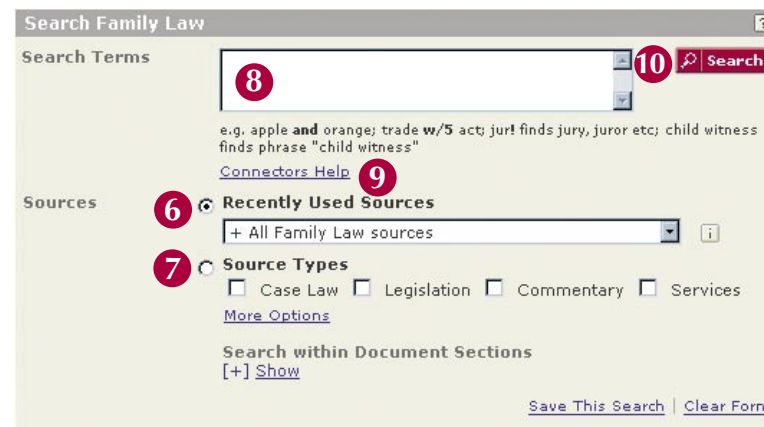 Search Family Law ?
Search Terms
8
10 Search
e.g. apple and orange; trade w/5 act; jur! finds jury, juror etc; child witness
finds phrase "child witness"
Connectors Help 9
Sources 6 Recently Used Sources
+ All Family Law sources i
7 Source Types
Case Law Legislation Commentary Services
More Options
Search within Document Sections
[+] Show
Save This Search | Clear Form